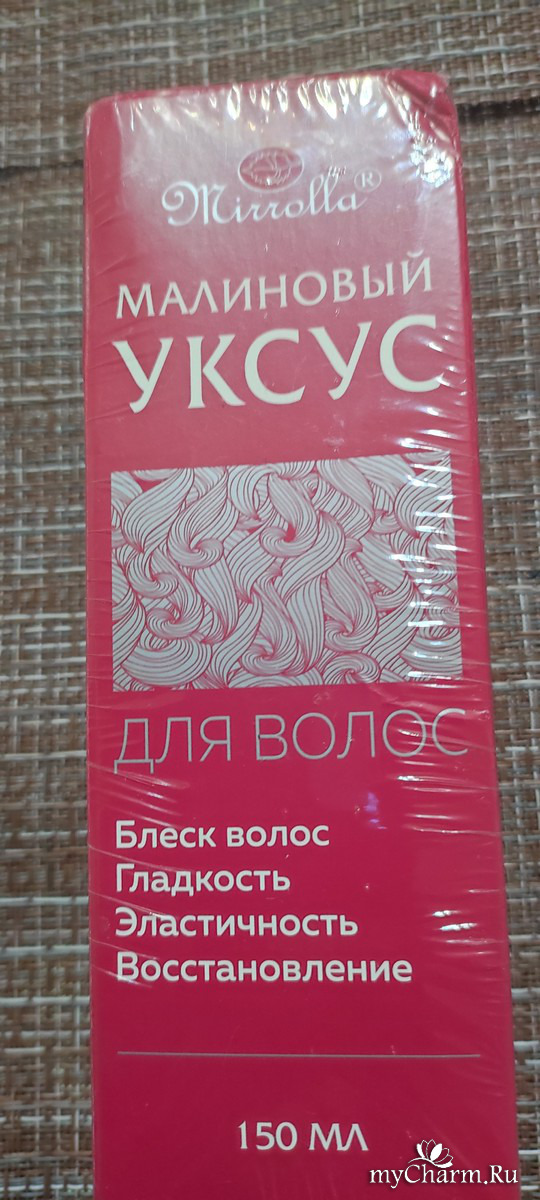 Mirrolla®
МАЛИНОВЫЙ
УКСУС
ДЛЯ ВОЛОС
Блеск волос
Гладкость
Эластичность
Восстановление
150 МЛ
myCharm.Ru